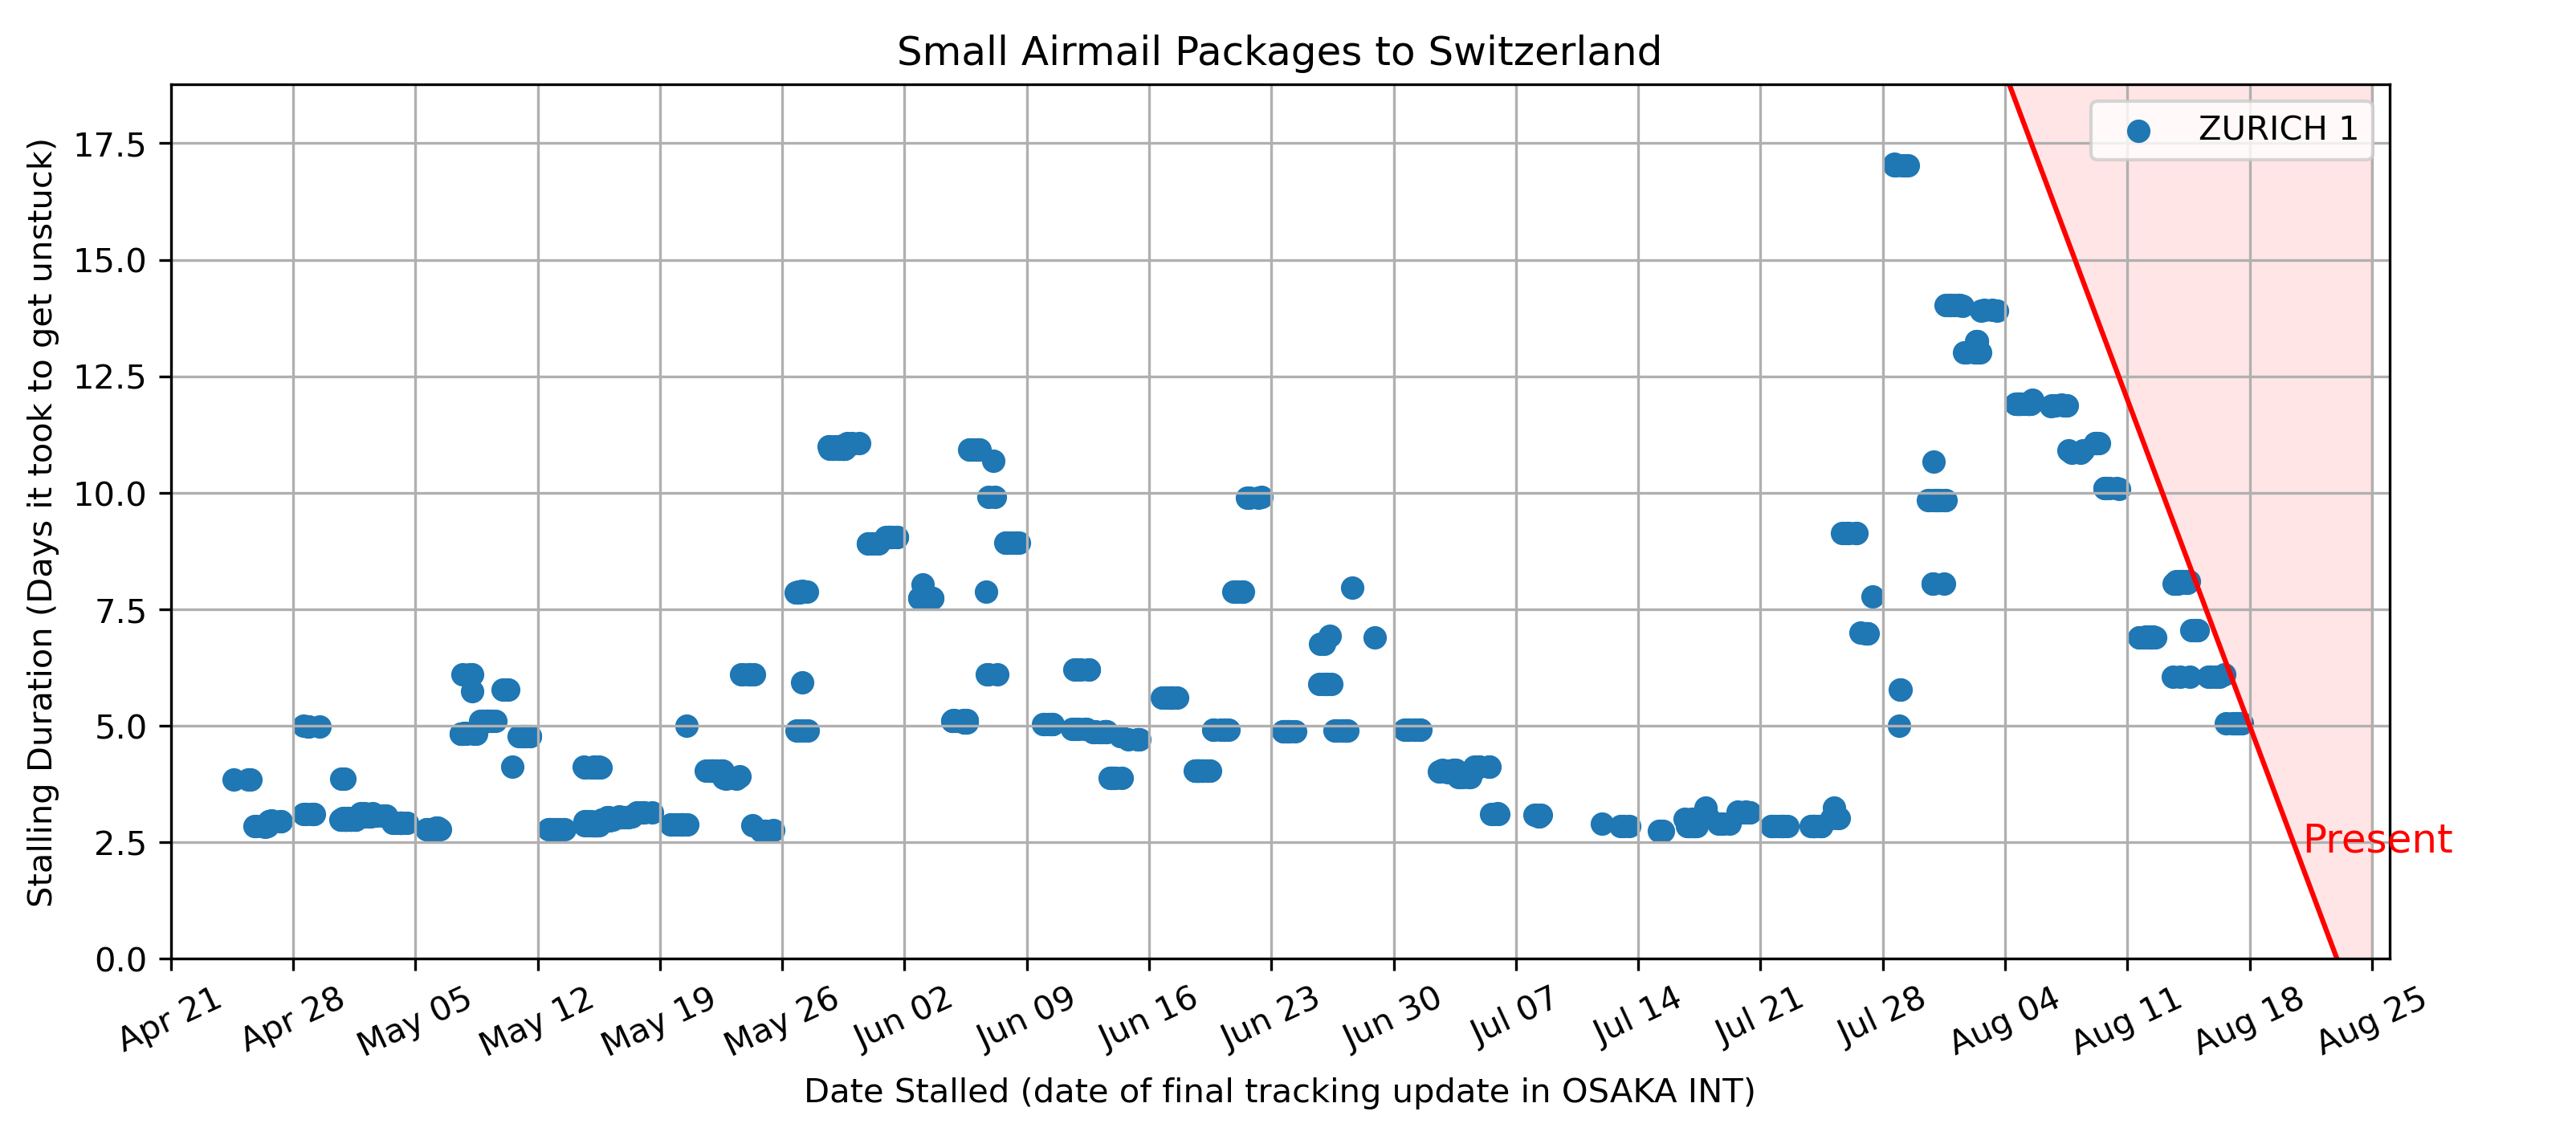 Small Airmail Packages to Switzerland
ZURICH 1
Stalling Duration (Days it took to get unstuck)
17.5
15.0
12.5
10.0
7.5
5.0
2.5
0.0
Present
Apr 21
Apr 28
May 05
May 12
May 19
May 26
Jun 02
Jun 09
Jun 16
Jun 23
Jun 30
Jul 07
Jul 14
Jul 21
Jul 28
Aug 04
Aug 11
Aug 18
Aug 25
Date Stalled (date of final tracking update in OSAKA INT)